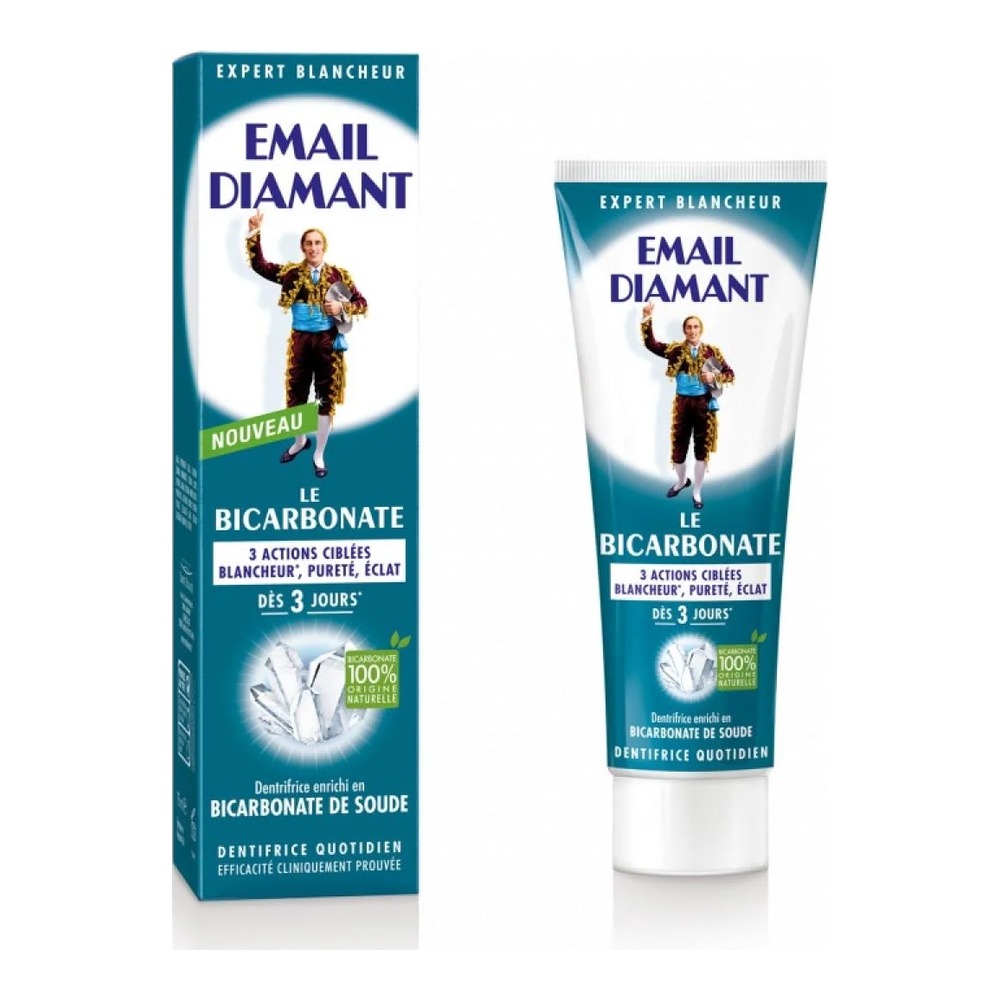 EXPERT BLANCHEUR
EMAIL
DIAMANT
NOUVEAU
LE
BICARBONATE
3 ACTIONS CIBLÉES
BLANCHEUR*, PURETÉ, ÉCLAT
DÈS 3 JOURS*
BICARBONATE
100%
ORIGINE
NATURELLE
Dentrifrice enrichi en
BICARBONATE DE SOUDE
DENTIFRICE QUOTIDIEN
EFFICACITÉ CLINIQUEMENT PROUVÉE
EXPERT BLANCHEUR
EMAIL
DIAMANT
LE
BICARBONATE
3 ACTIONS CIBLÉES
BLANCHEUR*, PURETÉ, ÉCLAT
DÈS 3 JOURS*
BICARBONATE
100%
ORIGINE
NATURELLE
Dentifrice enrichi en
BICARBONATE DE SOUDE
DENTIFRICE QUOTIDIEN